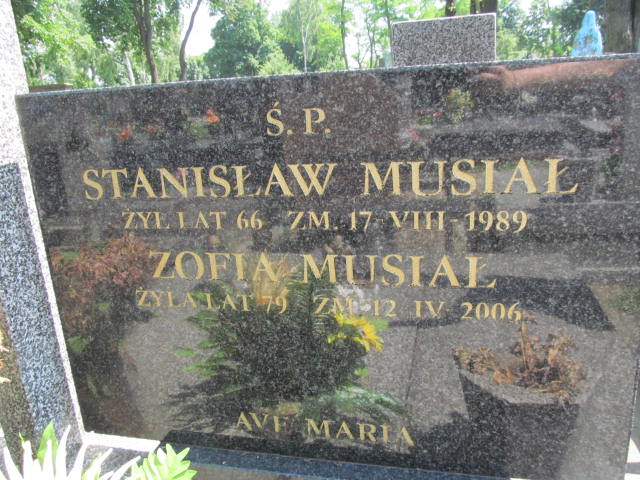 Ś. P.
STANISŁAW MUSIAŁ
ŻYŁ LAT 66 ZM. 17-VIII-1989
ZOFIA MUSIAŁ
ŻYŁA LAT 79 ZM. 12 IV 2006.
AVE MARIA